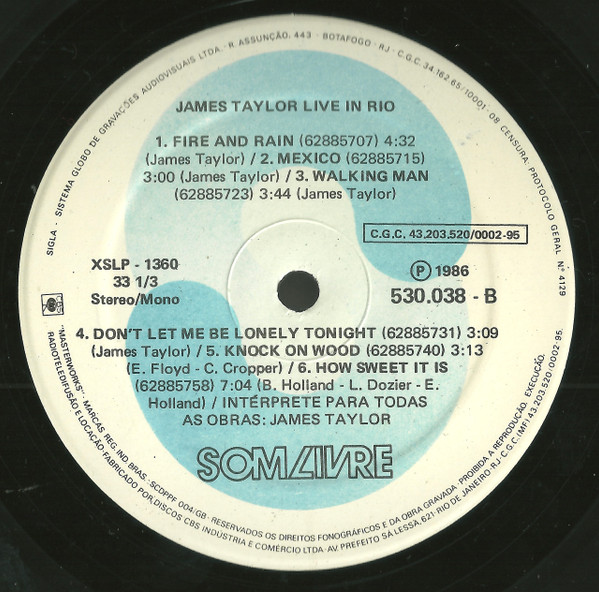 SIGLA - SISTEMA GLOBO DE GRAVAÇÕES AUDIOVISUAIS LTDA. - R. ASSUNÇÃO, 443 - BOTAFOGO - RJ - C.G.C. 34.162.65/10001-08 CENSURA: PROTOCOLO GERAL Nº 4129
JAMES TAYLOR LIVE IN RIO
1. FIRE AND RAIN (62885707) 4:32
(James Taylor) / 2. MEXICO (62885715)
3:00 (James Taylor) / 3. WALKING MAN
(62885723) 3:44 (James Taylor)
C.G.C. 43.203.520/0002-95
XSLP - 1360
33 1/3
Stereo/Mono
P 1986
530.038 - B
CBS
4. DON'T LET ME BE LONELY TONIGHT (62885731) 3:09
(James Taylor) / 5. KNOCK ON WOOD (62885740) 3:13
(E. Floyd - C. Cropper) / 6. HOW SWEET IT IS
(62885758) 7:04 (B. Holland - L. Dozier - E.
Holland) / INTÉRPRETE PARA TODAS
AS OBRAS: JAMES TAYLOR
SOM LIVRE
"MASTERWORKS" - MARCAS REG. IND. BRAS. - SCDPPF 004/GB - RESERVADOS OS DIREITOS FONOGRÁFICOS E DA OBRA GRAVADA - PROIBIDA A REPRODUÇÃO, EXECUÇÃO,
RADIOTELEDIFUSÃO E LOCAÇÃO - FABRICADO POR DISCOS CBS INDÚSTRIA E COMÉRCIO LTDA - AV. PREFEITO SÁ LESSA, 621 - RIO DE JANEIRO - RJ - C.G.C. (MF) 43.203.520/0002-95.